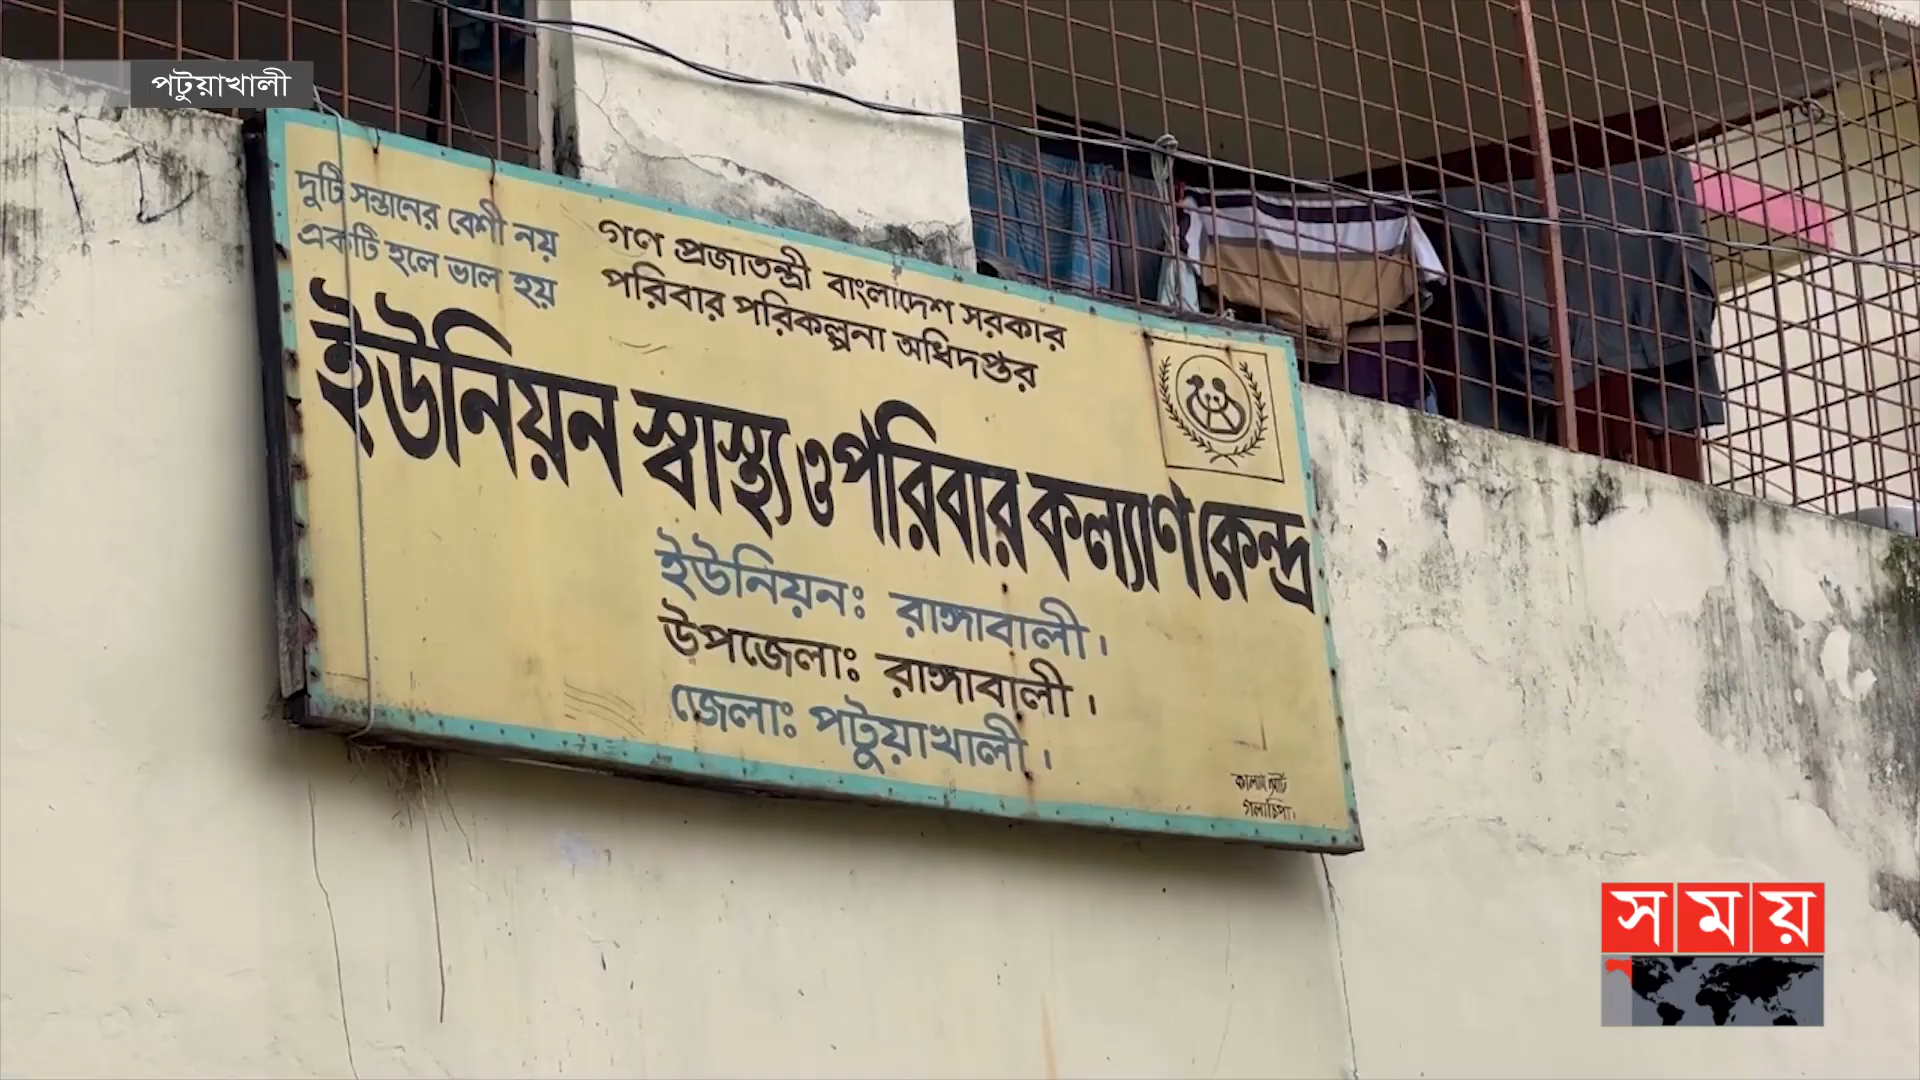 পটুয়াখালী
দুটি সন্তানের বেশী নয়
একটি হলে ভাল হয়
গণ প্রজাতন্ত্রী বাংলাদেশ সরকার
পরিবার পরিকল্পনা অধিদপ্তর
ইউনিয়ন স্বাস্থ্য ও পরিবার কল্যাণ কেন্দ্র
ইউনিয়নঃ রাঙ্গাবালী।
উপজেলাঃ রাঙ্গাবালী।
জেলাঃ পটুয়াখালী।
কালাম আর্ট
গলাচিপা।
সময়